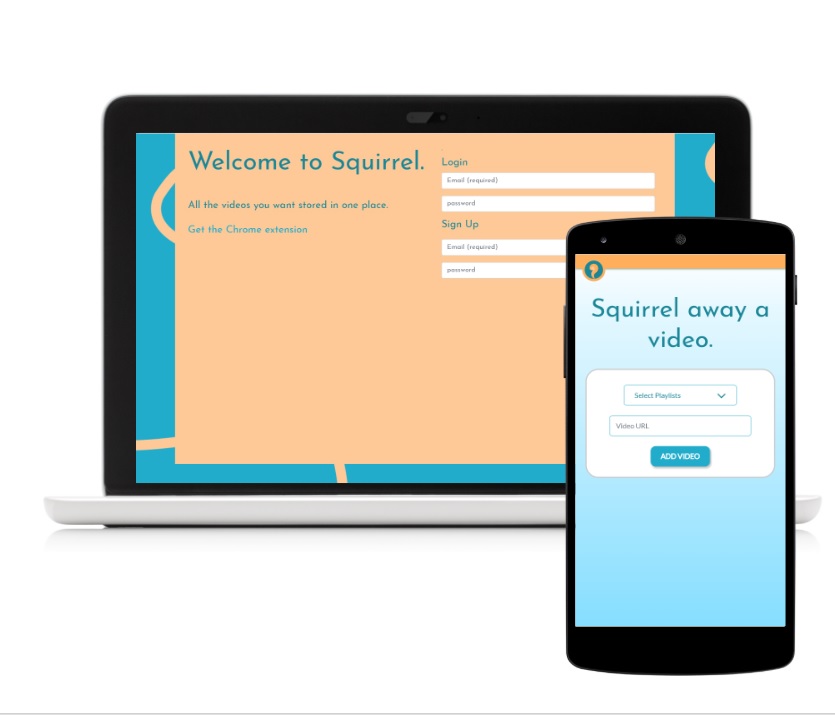 Welcome to Squirrel.
All the videos you want stored in one place.
Get the Chrome extension
Login
Email (required)
password
Sign Up
Email (required)
password
Squirrel away a
video.
Select Playlists
Video URL
ADD VIDEO